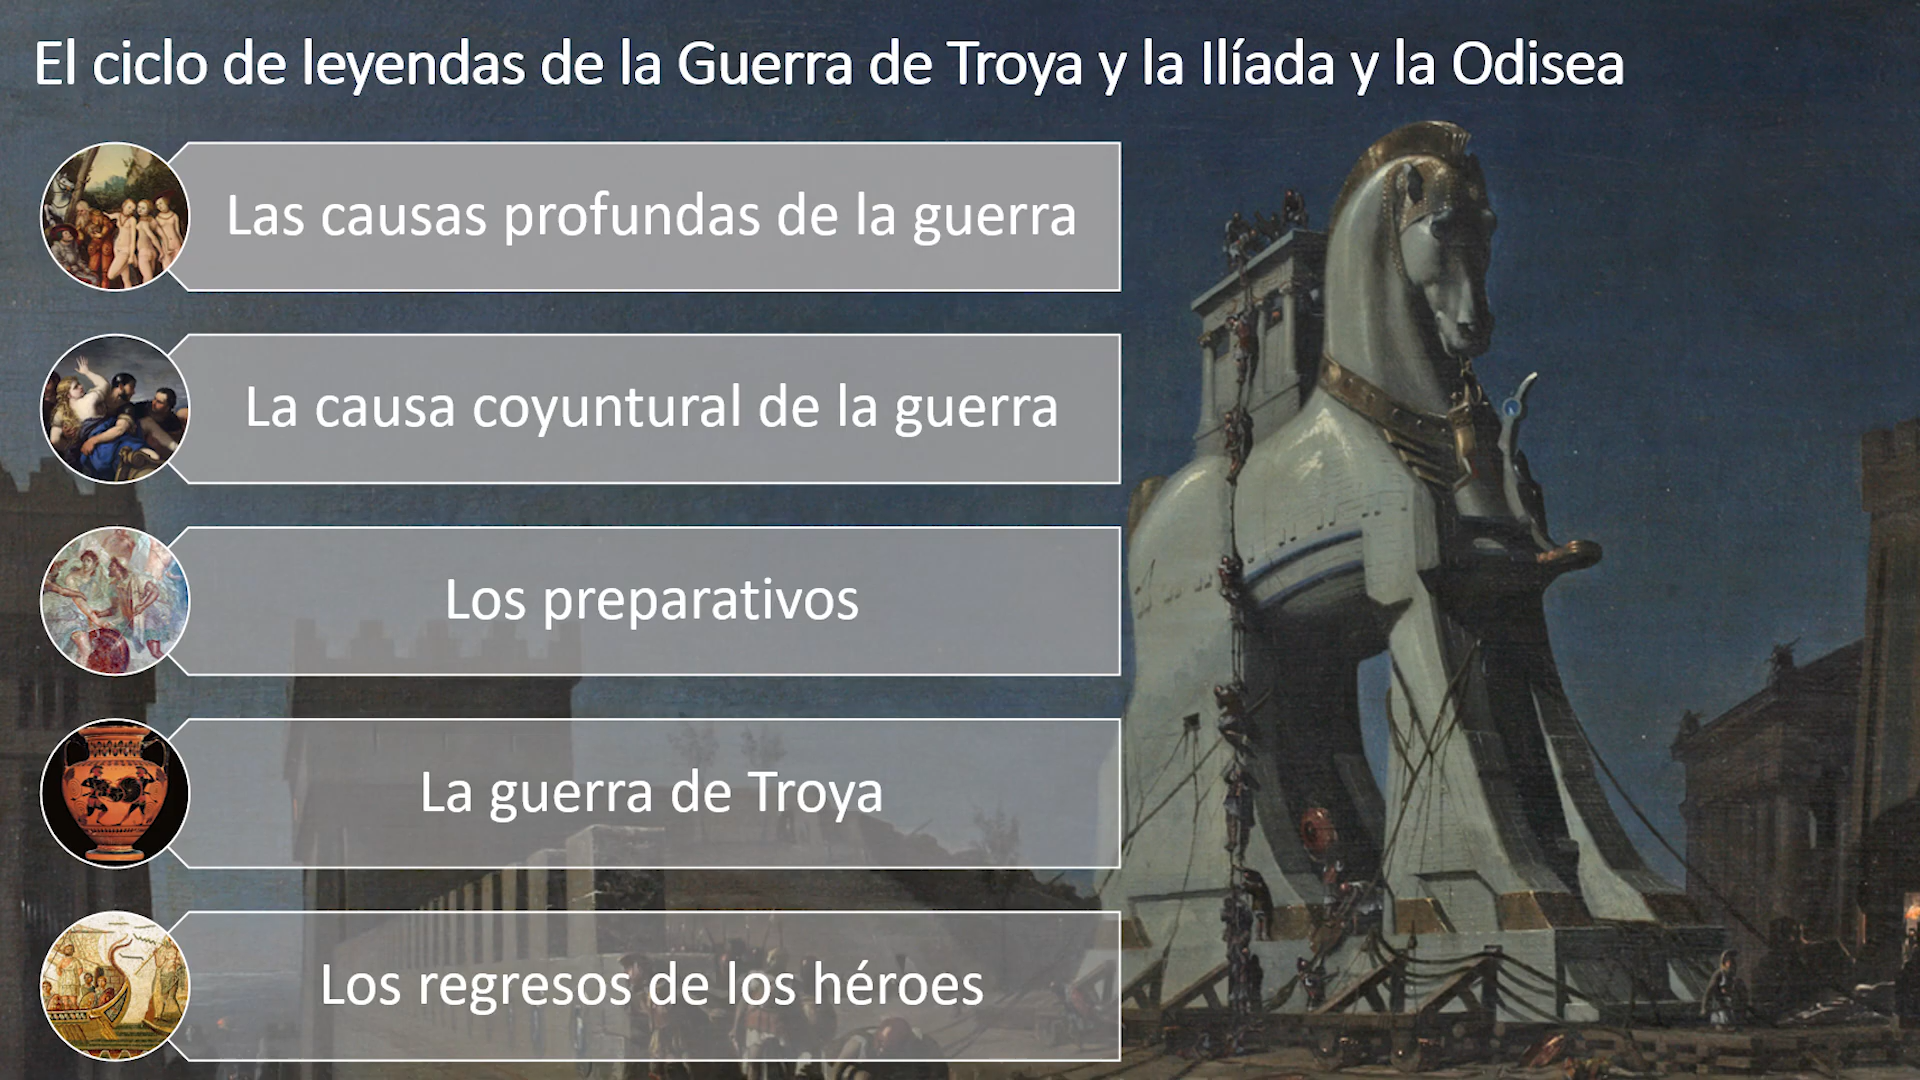 El ciclo de leyendas de la Guerra de Troya y la Ilíada y la Odisea
Las causas profundas de la guerra
La causa coyuntural de la guerra
Los preparativos
La guerra de Troya
Los regresos de los héroes